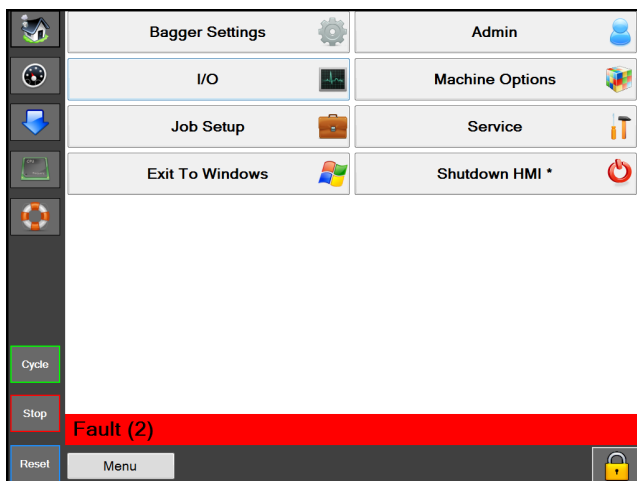 Bagger Settings
Admin
I/O
Machine Options
Job Setup
Service
Exit To Windows
Shutdown HMI *
Cycle
Stop
Fault (2)
Reset
Menu